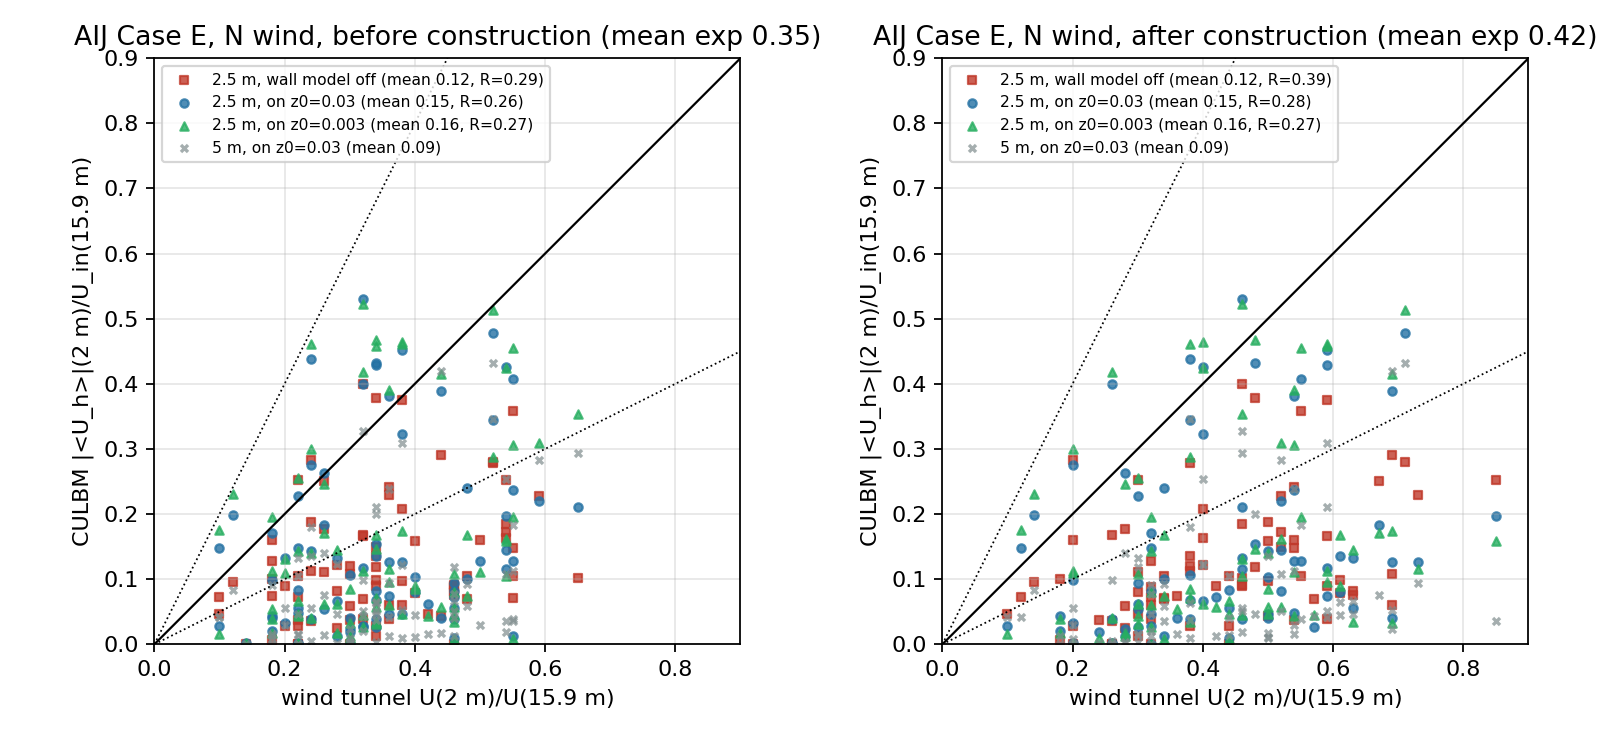 AIJ Case E, N wind, before construction (mean exp 0.35)
0.9
0.8
0.7
0.6
0.5
0.4
0.3
0.2
0.1
0.0
CULBM |<U_h>|(2 m)/U_in(15.9 m)
2.5 m, wall model off (mean 0.12, R=0.29)
2.5 m, on z0=0.03 (mean 0.15, R=0.26)
2.5 m, on z0=0.003 (mean 0.16, R=0.27)
5 m, on z0=0.03 (mean 0.09)
0.0 0.2 0.4 0.6 0.8
wind tunnel U(2 m)/U(15.9 m)
AIJ Case E, N wind, after construction (mean exp 0.42)
0.9
0.8
0.7
0.6
0.5
0.4
0.3
0.2
0.1
0.0
CULBM |<U_h>|(2 m)/U_in(15.9 m)
2.5 m, wall model off (mean 0.12, R=0.39)
2.5 m, on z0=0.03 (mean 0.15, R=0.28)
2.5 m, on z0=0.003 (mean 0.16, R=0.27)
5 m, on z0=0.03 (mean 0.09)
0.0 0.2 0.4 0.6 0.8
wind tunnel U(2 m)/U(15.9 m)